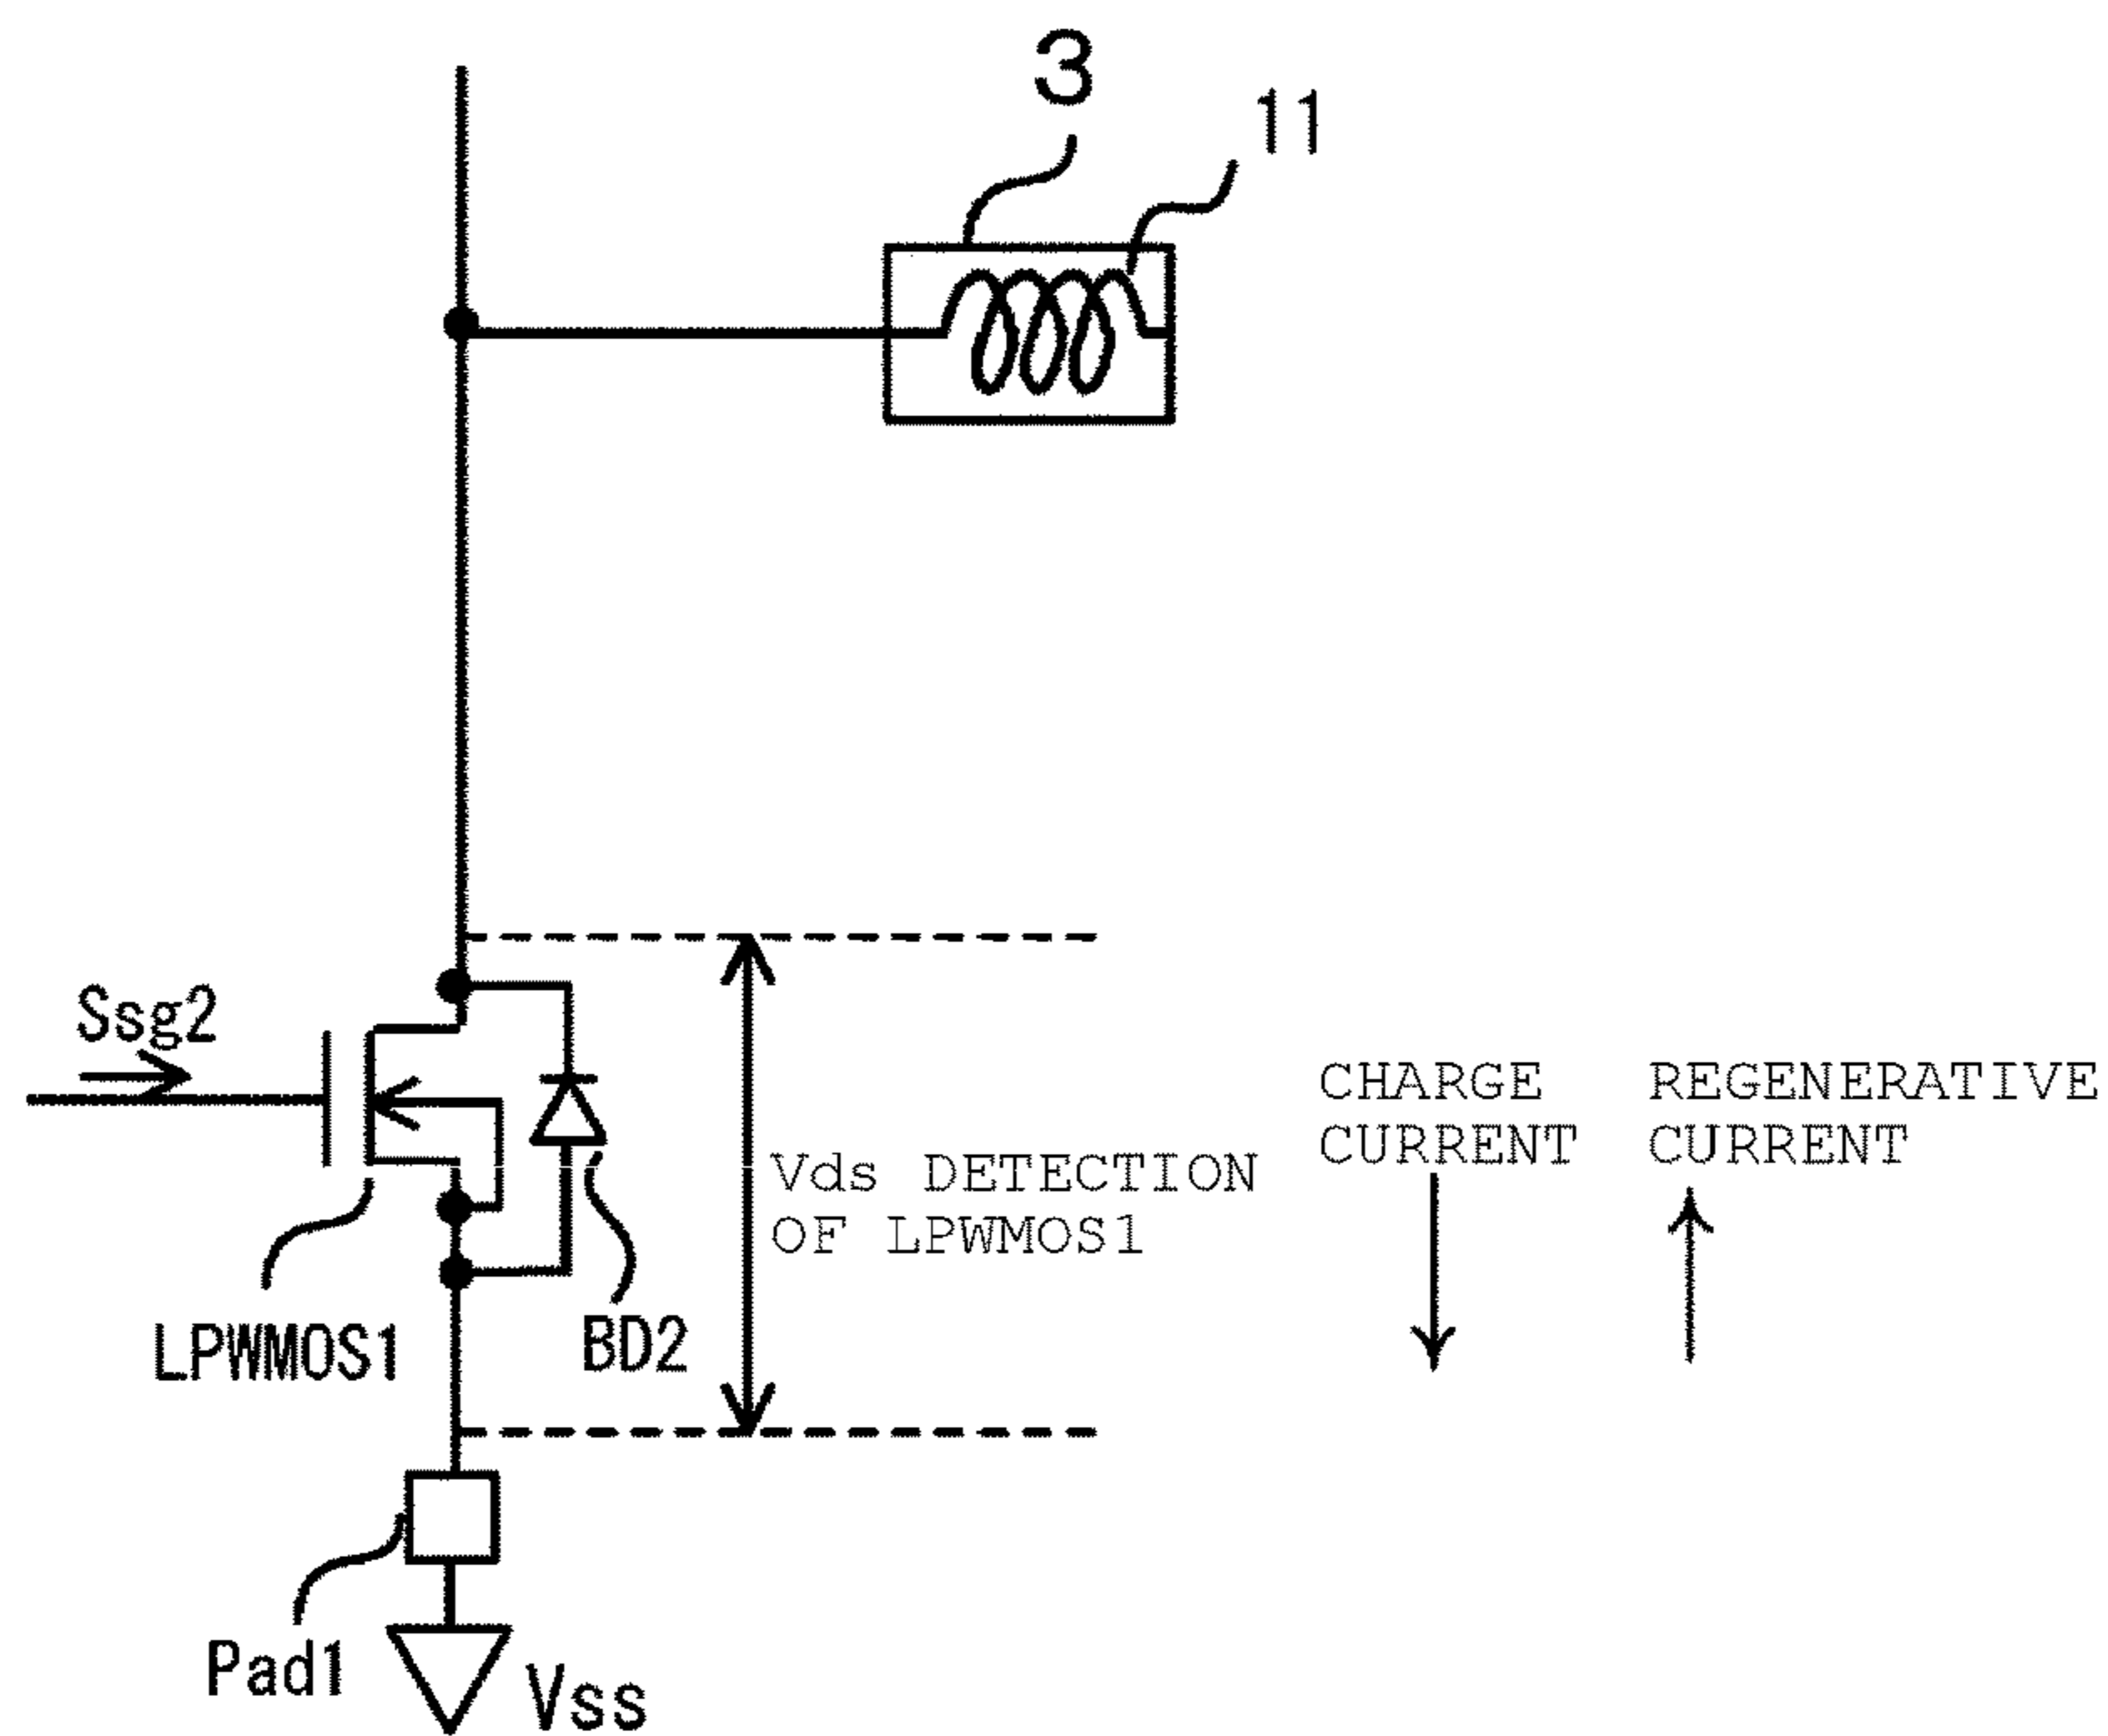 3
11
Ssg2
CHARGE
CURRENT
REGENERATIVE
CURRENT
Vds DETECTION
OF LPWMOS1
LPWMOS1
BD2
Pad1
Vss